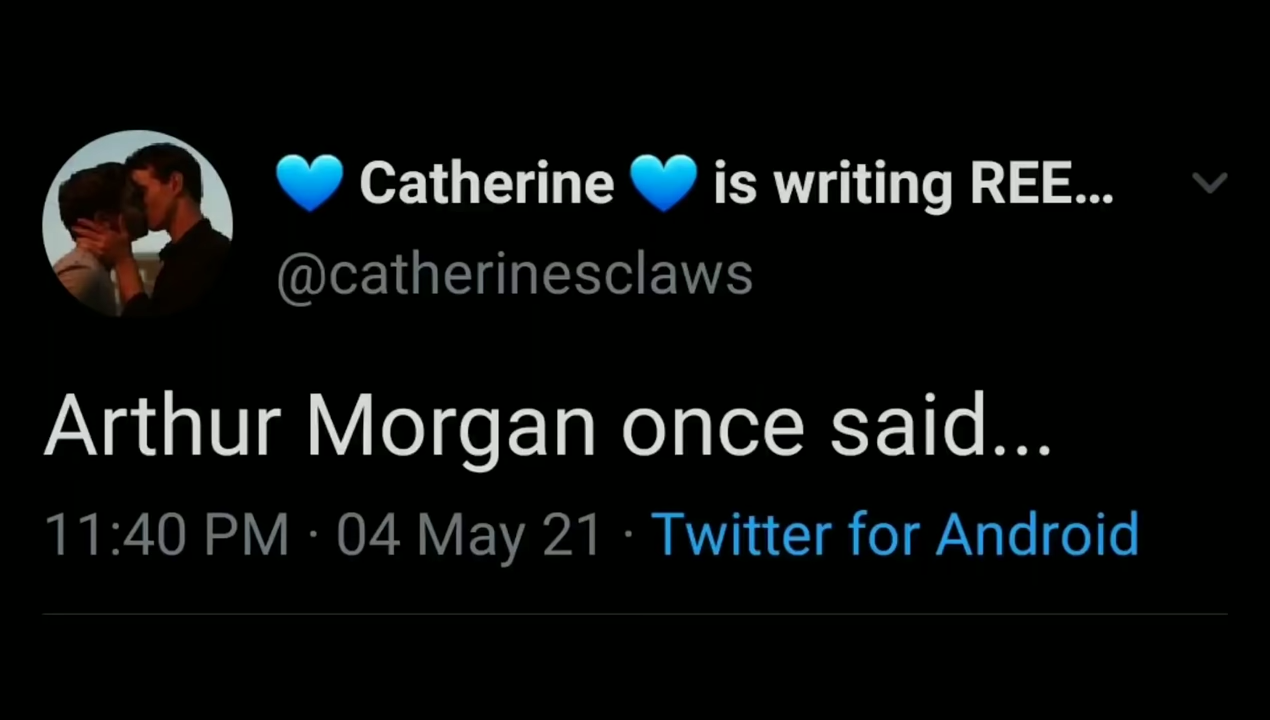 💙 Catherine 💙 is writing REE...
@catherinesclaws
Arthur Morgan once said...
11:40 PM · 04 May 21 · Twitter for Android